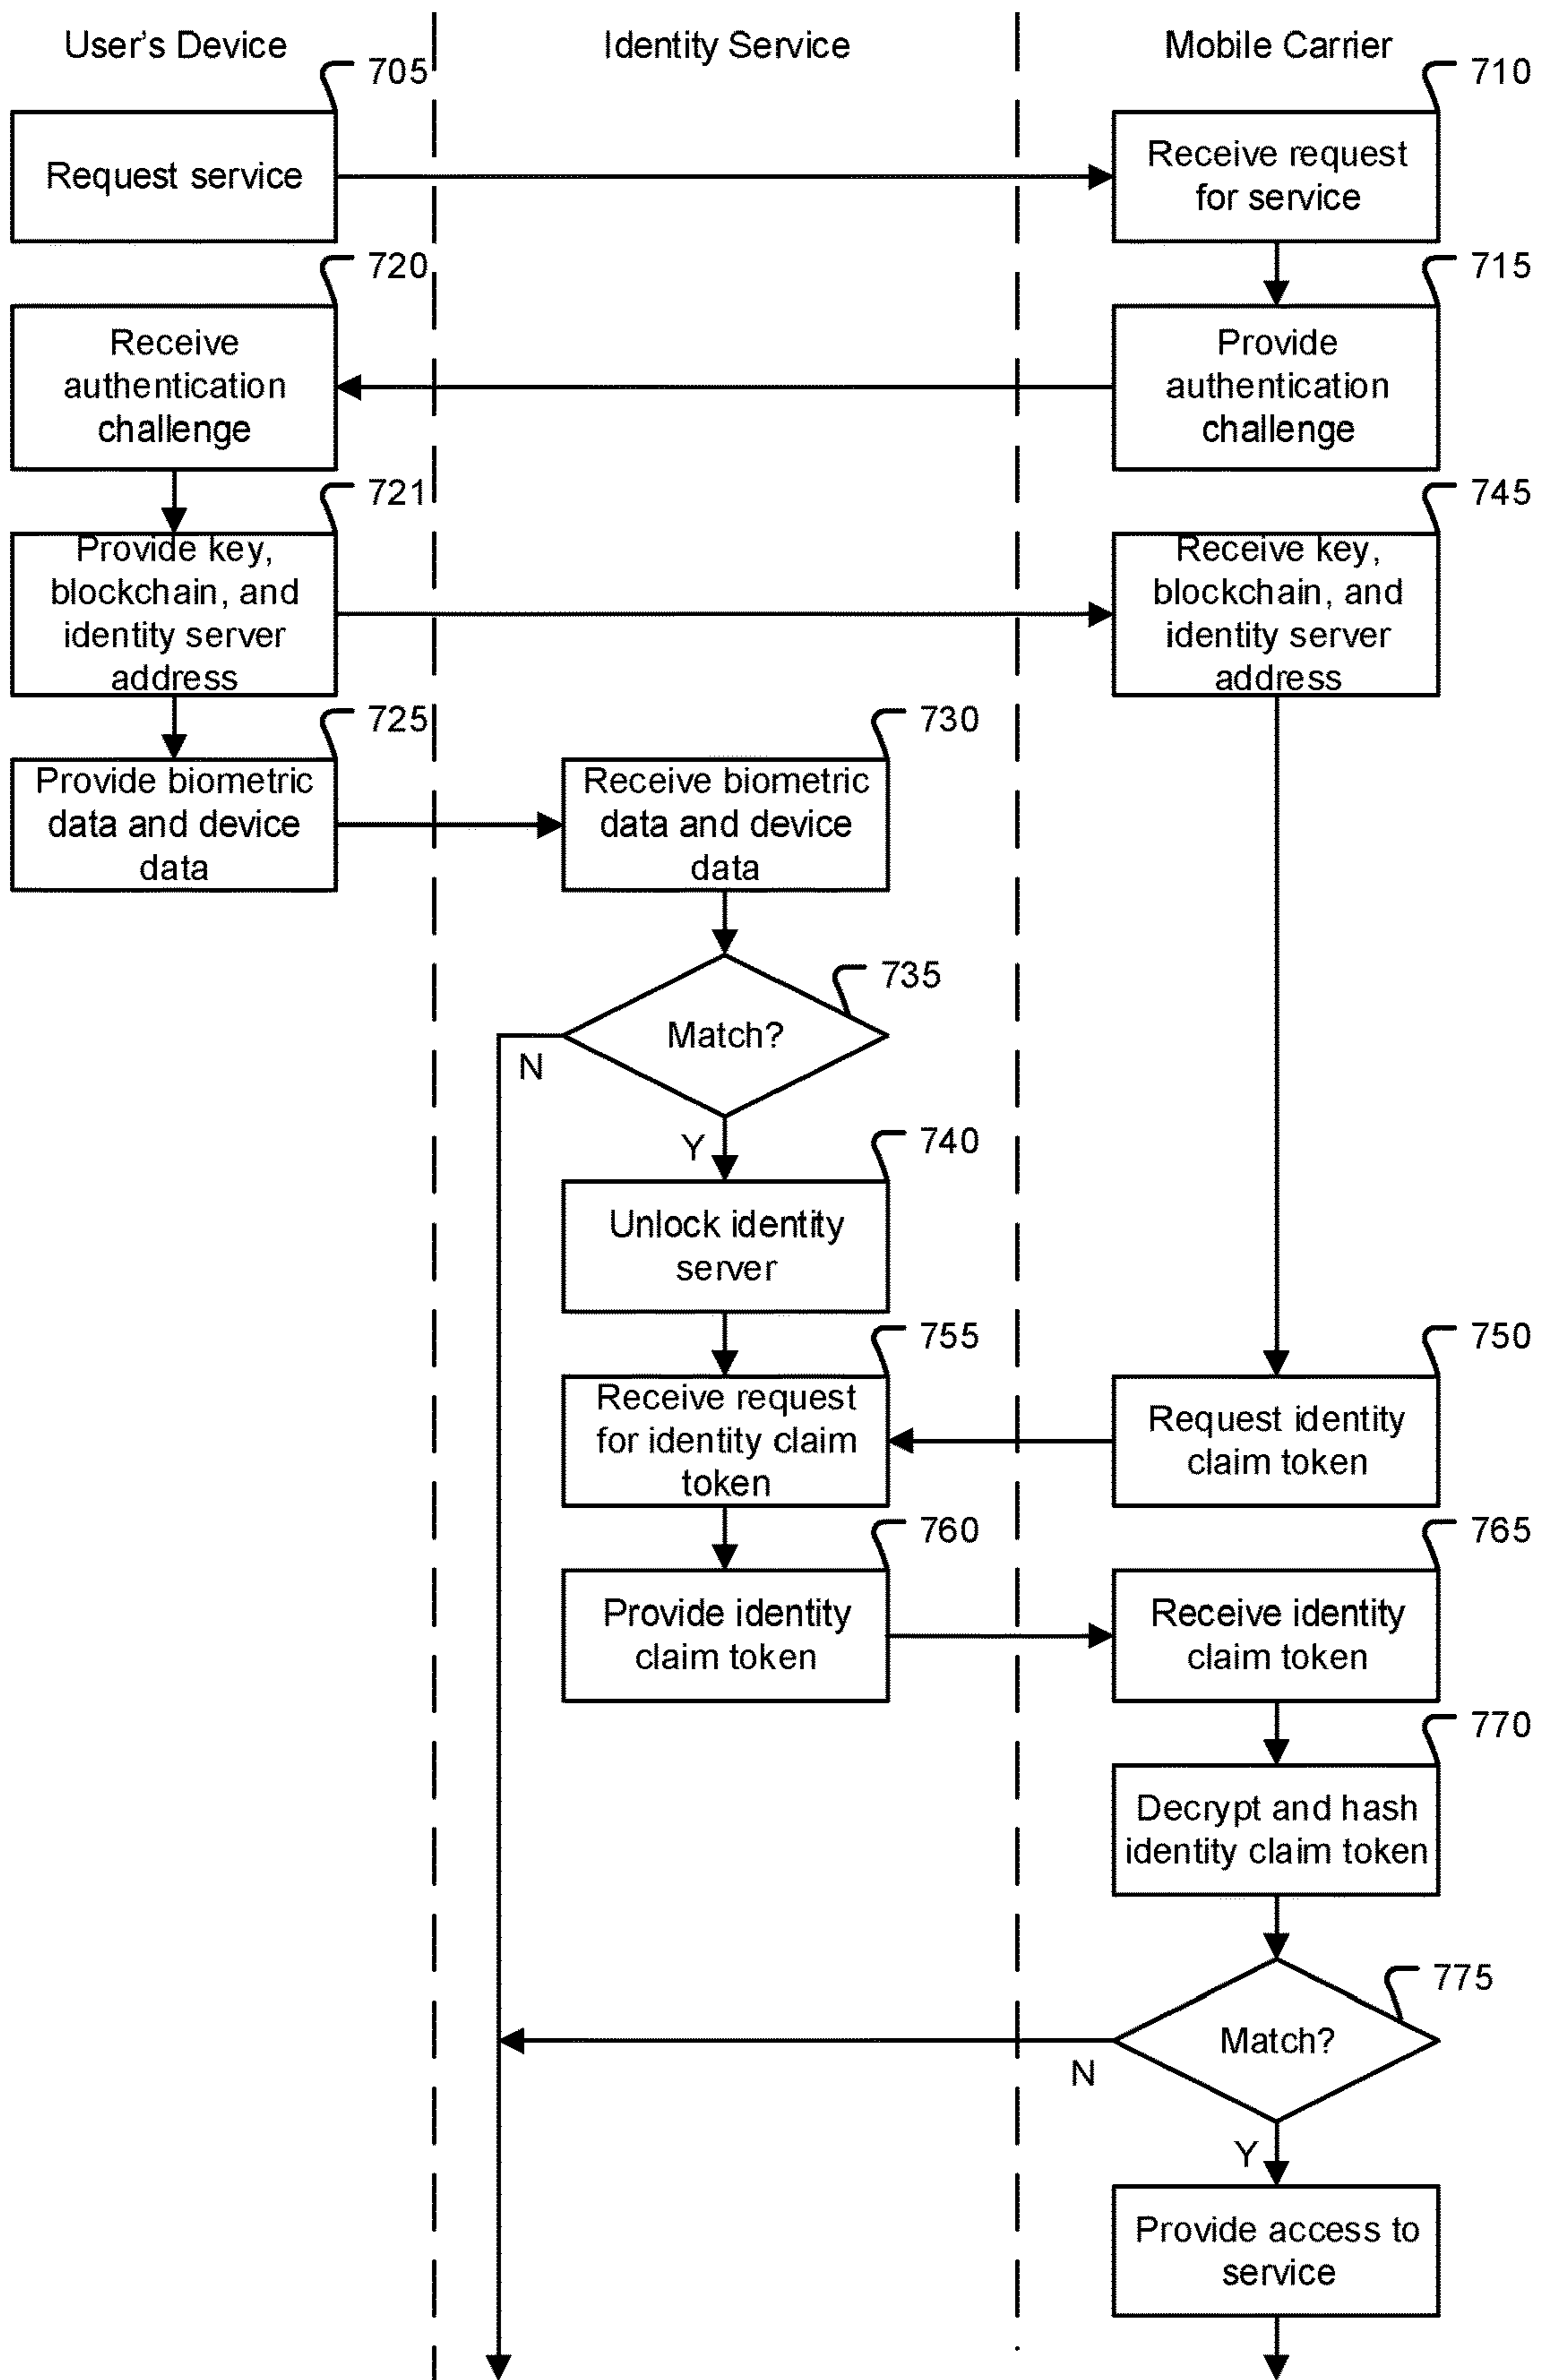 User's Device
Identity Service
Mobile Carrier
705
710
Request service
Receive request
for service
720
715
Receive
authentication
challenge
Provide
authentication
challenge
721
745
Provide key,
blockchain, and
identity server
address
Receive key,
blockchain, and
identity server
address
725
730
Provide biometric
data and device
data
Receive biometric
data and device
data
735
Match?
N
Y
740
Unlock identity
server
755
750
Receive request
for identity claim
token
Request identity
claim token
760
765
Provide identity
claim token
Receive identity
claim token
770
Decrypt and hash
identity claim token
775
Match?
N
Y
Provide access to
service